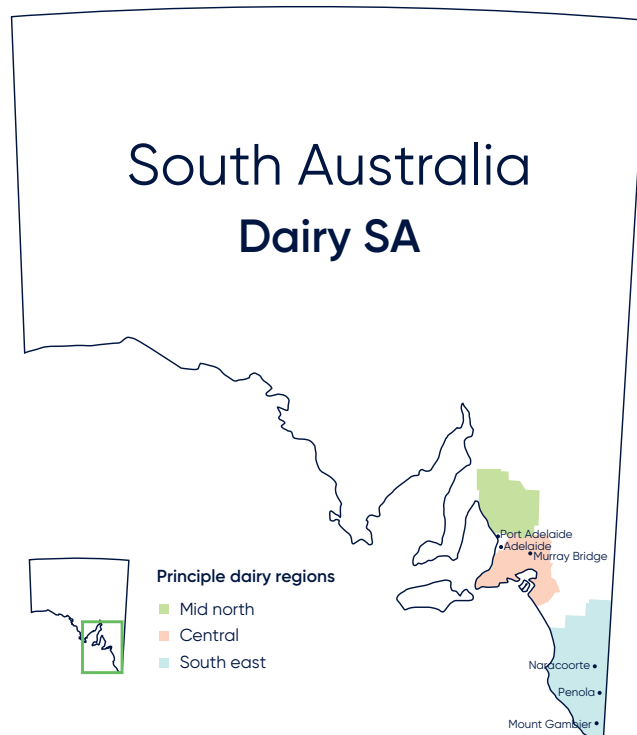 South Australia
Dairy SA
Port Adelaide
Adelaide
Murray Bridge
Principle dairy regions
Mid north
Central
South east
Naracoorte
Penola
Mount Gambier